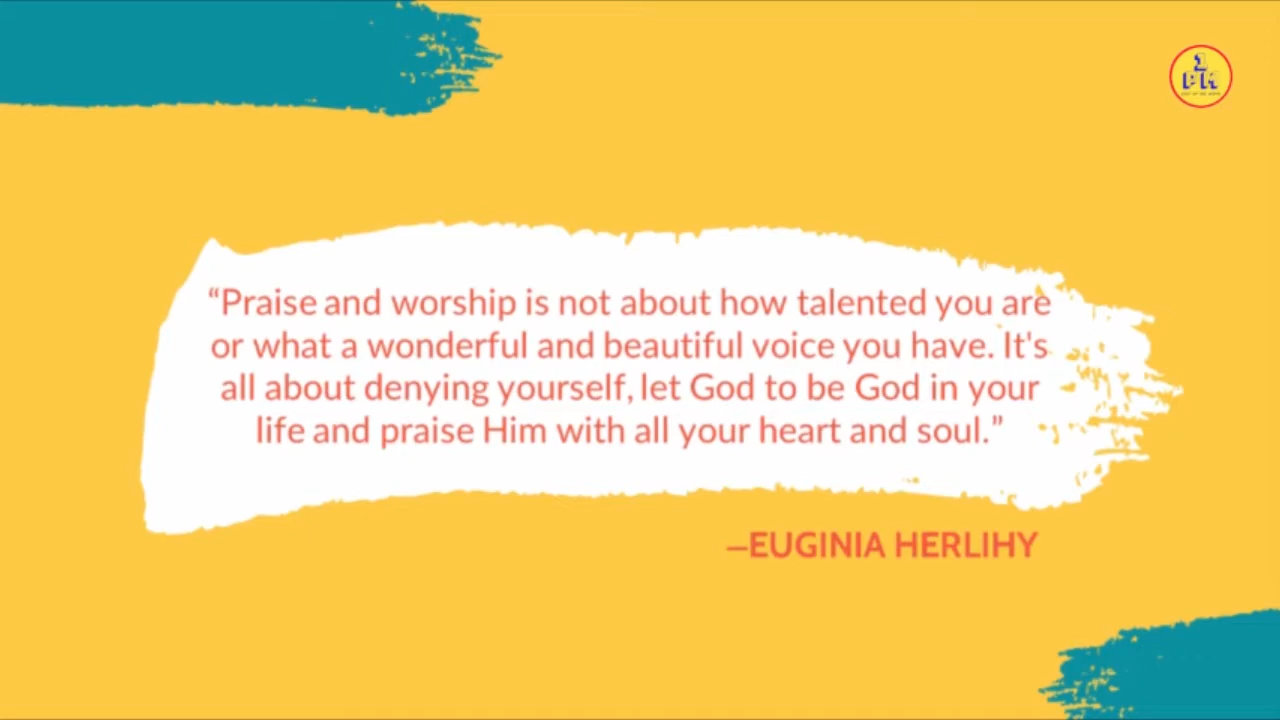 1
PM
“Praise and worship is not about how talented you are
or what a wonderful and beautiful voice you have. It's
all about denying yourself, let God to be God in your
life and praise Him with all your heart and soul.”
–EUGINIA HERLIHY